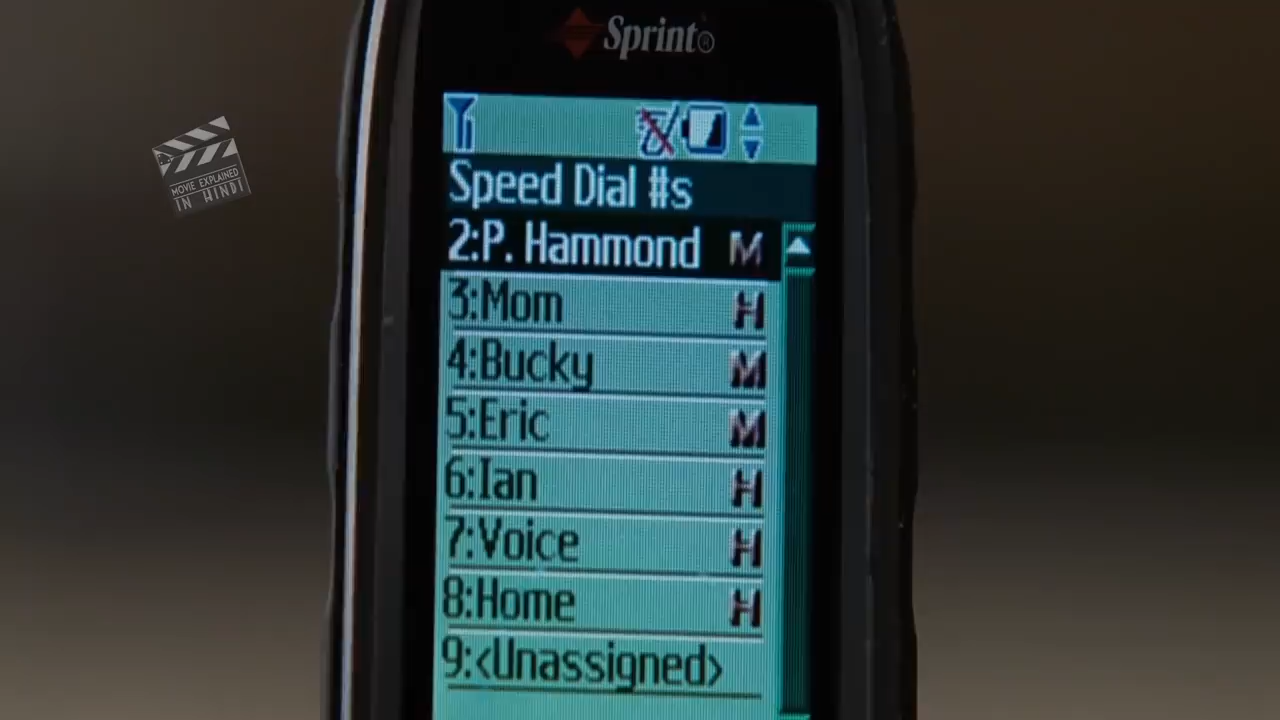 Sprint®
MOVIE EXPLAINED
IN HINDI
Speed Dial #s
2:P. Hammond M
3:Mom H
4:Bucky M
5:Eric M
6:Ian H
7:Voice H
8:Home H
9:<Unassigned>